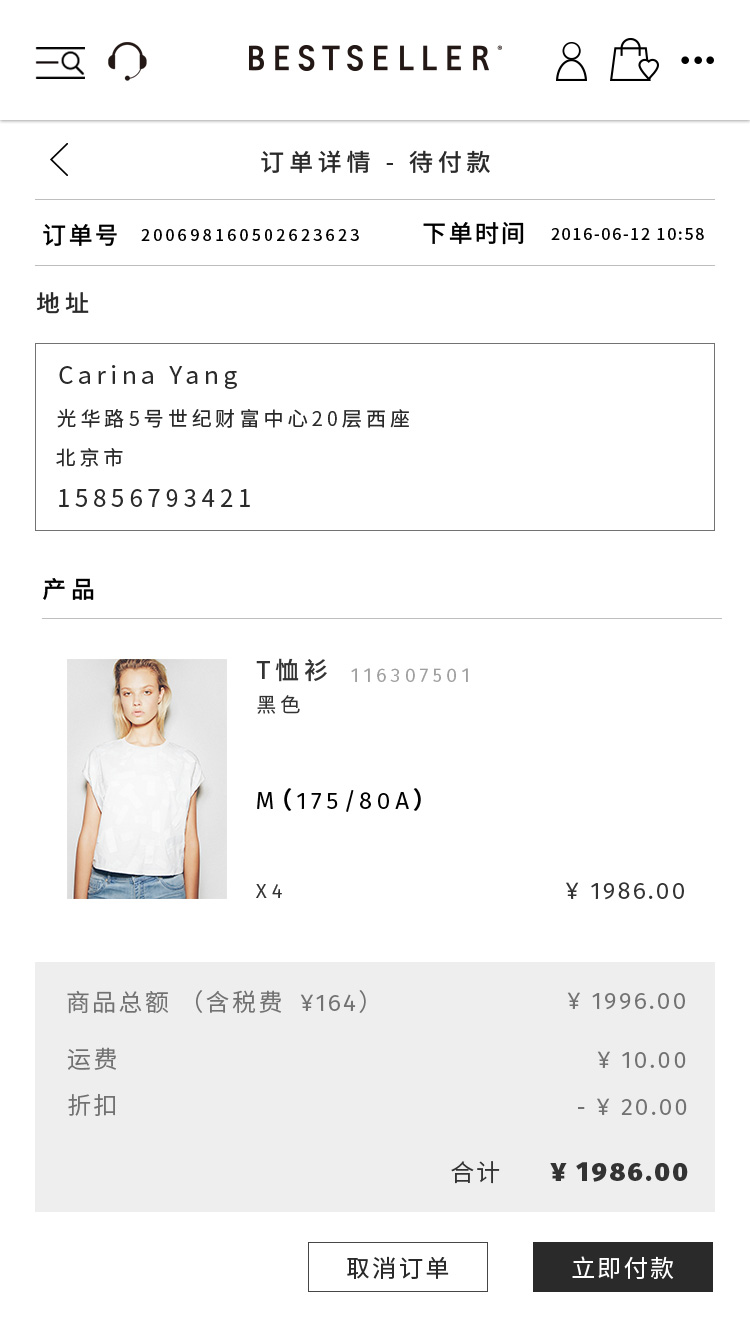 BESTSELLER
订单详情 - 待付款
订单号 200698160502623623 下单时间 2016-06-12 10:58
地址
Carina Yang
光华路5号世纪财富中心20层西座
北京市
15856793421
产品
T恤衫 116307501
黑色
M (175/80A)
X4 ¥ 1986.00
商品总额 （含税费 ¥164） ¥ 1996.00
运费 ¥ 10.00
折扣 - ¥ 20.00
合计 ¥ 1986.00
取消订单 立即付款